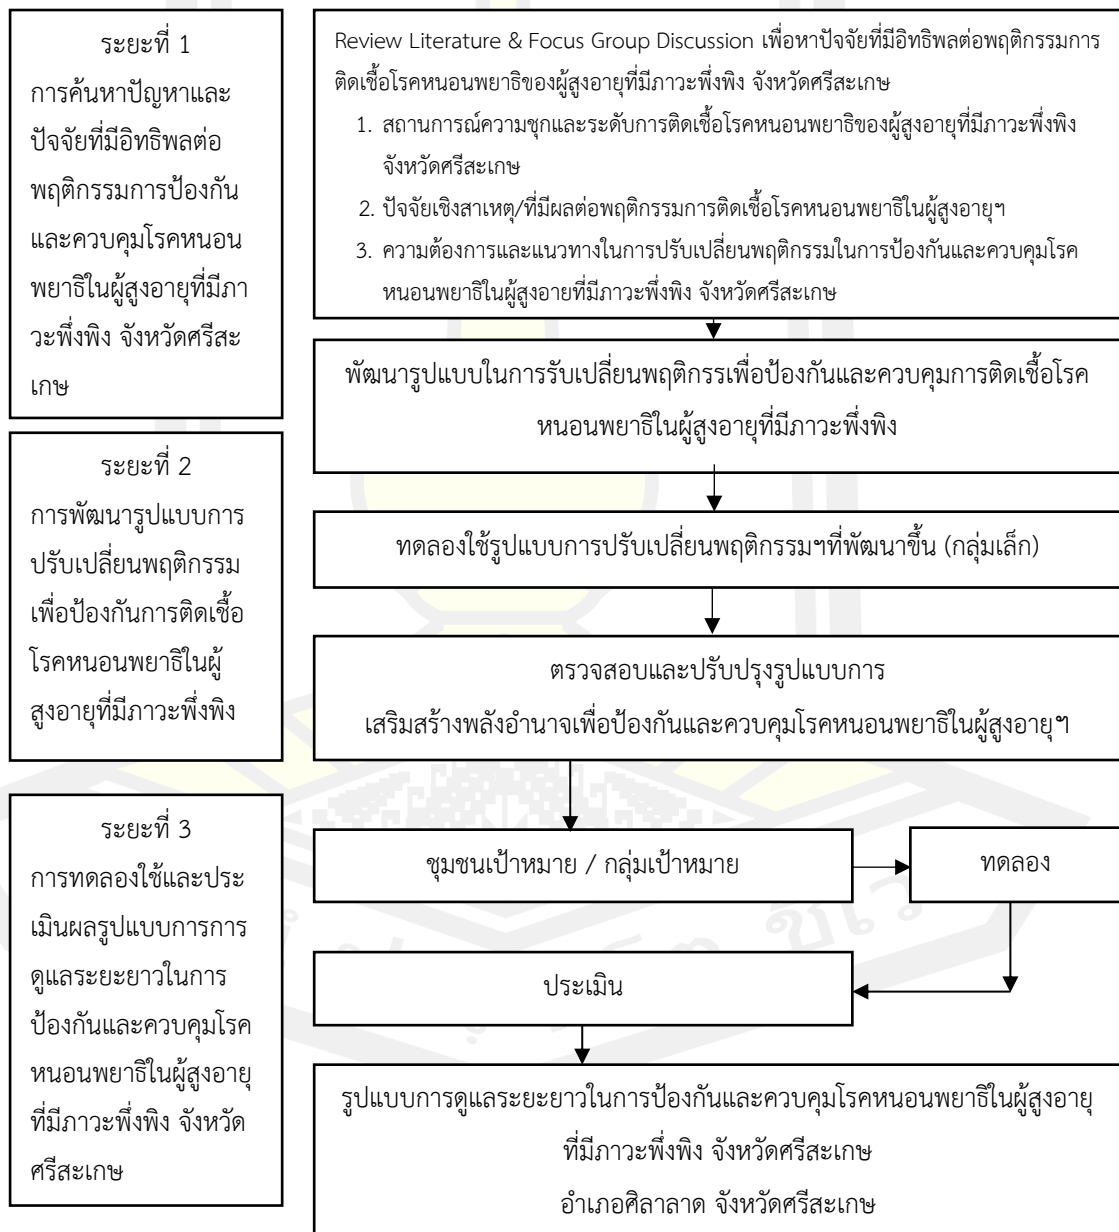 ระยะที่ 1
การค้นหาปัญหาและ
ปัจจัยที่มีอิทธิพลต่อ
พฤติกรรมการป้องกัน
และควบคุมโรคหนอน
พยาธิในผู้สูงอายุที่มีภา
วะพึ่งพิง จังหวัดศรีสะ
เกษ
Review Literature & Focus Group Discussion เพื่อหาปัจจัยที่มีอิทธิพลต่อพฤติกรรมการ
ติดเชื้อโรคหนอนพยาธิของผู้สูงอายุที่มีภาวะพึ่งพิง จังหวัดศรีสะเกษ
1. สถานการณ์ความชุกและระดับการติดเชื้อโรคหนอนพยาธิของผู้สูงอายุที่มีภาวะพึ่งพิง
จังหวัดศรีสะเกษ
2. ปัจจัยเชิงสาเหตุ/ที่มีผลต่อพฤติกรรมการติดเชื้อโรคหนอนพยาธิในผู้สูงอายุฯ
3. ความต้องการและแนวทางในการปรับเปลี่ยนพฤติกรรมในการป้องกันและควบคุมโรค
หนอนพยาธิในผู้สูงอายที่มีภาวะพึ่งพิง จังหวัดศรีสะเกษ
พัฒนารูปแบบในการรับเปลี่ยนพฤติกรรเพื่อป้องกันและควบคุมการติดเชื้อโรค
หนอนพยาธิในผู้สูงอายุที่มีภาวะพึ่งพิง
ระยะที่ 2
การพัฒนารูปแบบการ
ปรับเปลี่ยนพฤติกรรม
เพื่อป้องกันการติดเชื้อ
โรคหนอนพยาธิในผู้
สูงอายุที่มีภาวะพึ่งพิง
ทดลองใช้รูปแบบการปรับเปลี่ยนพฤติกรรมฯที่พัฒนาขึ้น (กลุ่มเล็ก)
ตรวจสอบและปรับปรุงรูปแบบการ
เสริมสร้างพลังอำนาจเพื่อป้องกันและควบคุมโรคหนอนพยาธิในผู้สูงอายุฯ
ระยะที่ 3
การทดลองใช้และประ
เมินผลรูปแบบการการ
ดูแลระยะยาวในการ
ป้องกันและควบคุมโรค
หนอนพยาธิในผู้สูงอายุ
ที่มีภาวะพึ่งพิง จังหวัด
ศรีสะเกษ
ชุมชนเป้าหมาย / กลุ่มเป้าหมาย
ทดลอง
ประเมิน
รูปแบบการดูแลระยะยาวในการป้องกันและควบคุมโรคหนอนพยาธิในผู้สูงอายุ
ที่มีภาวะพึ่งพิง จังหวัดศรีสะเกษ
อำเภอศิลาลาด จังหวัดศรีสะเกษ